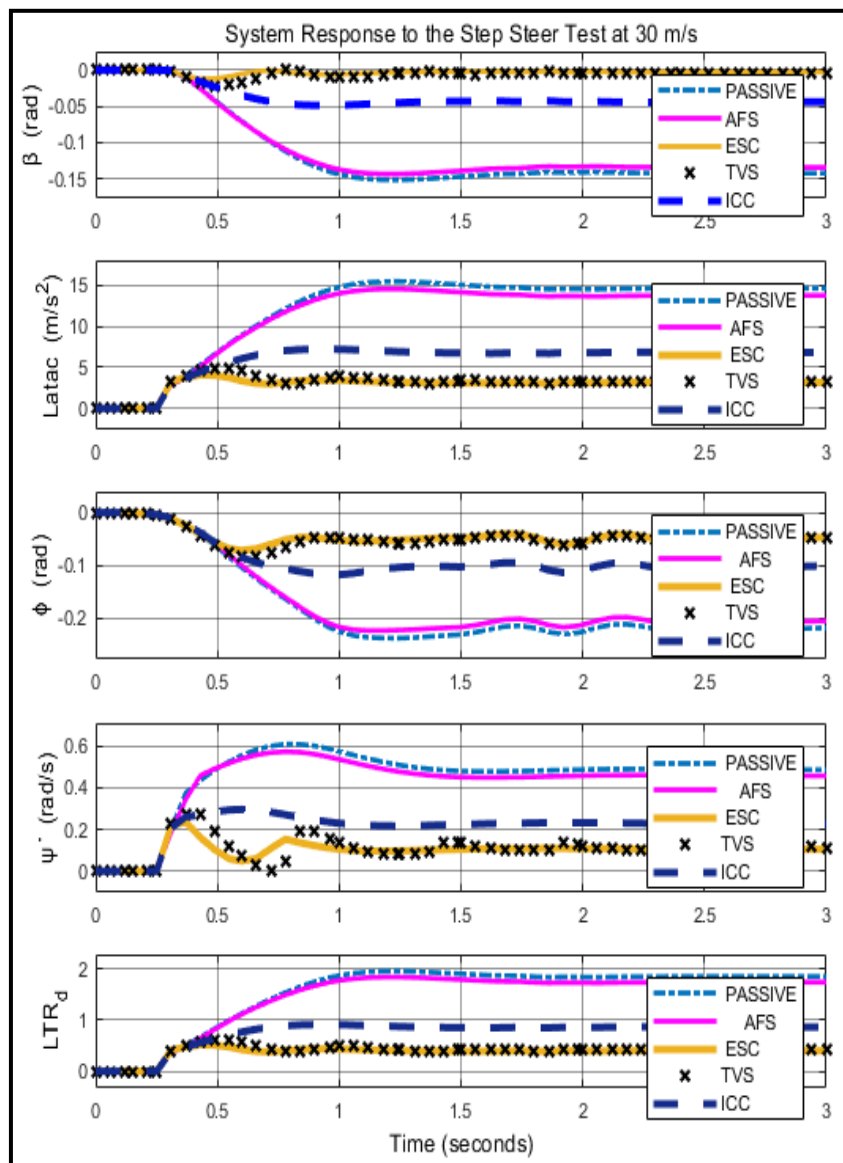 System Response to the Step Steer Test at 30 m/s
β (rad)
0
-0.05
-0.1
-0.15
0 0.5 1 1.5 2 2.5 3
PASSIVE
AFS
ESC
TVS
ICC
Latac (m/s²)
15
10
5
0
0 0.5 1 1.5 2 2.5 3
PASSIVE
AFS
ESC
TVS
ICC
ϕ (rad)
0
-0.1
-0.2
0 0.5 1 1.5 2 2.5 3
PASSIVE
AFS
ESC
TVS
ICC
ψ˙ (rad/s)
0.6
0.4
0.2
0
0 0.5 1 1.5 2 2.5 3
PASSIVE
AFS
ESC
TVS
ICC
LTR_d
2
1
0
0 0.5 1 1.5 2 2.5 3
PASSIVE
AFS
ESC
TVS
ICC
Time (seconds)